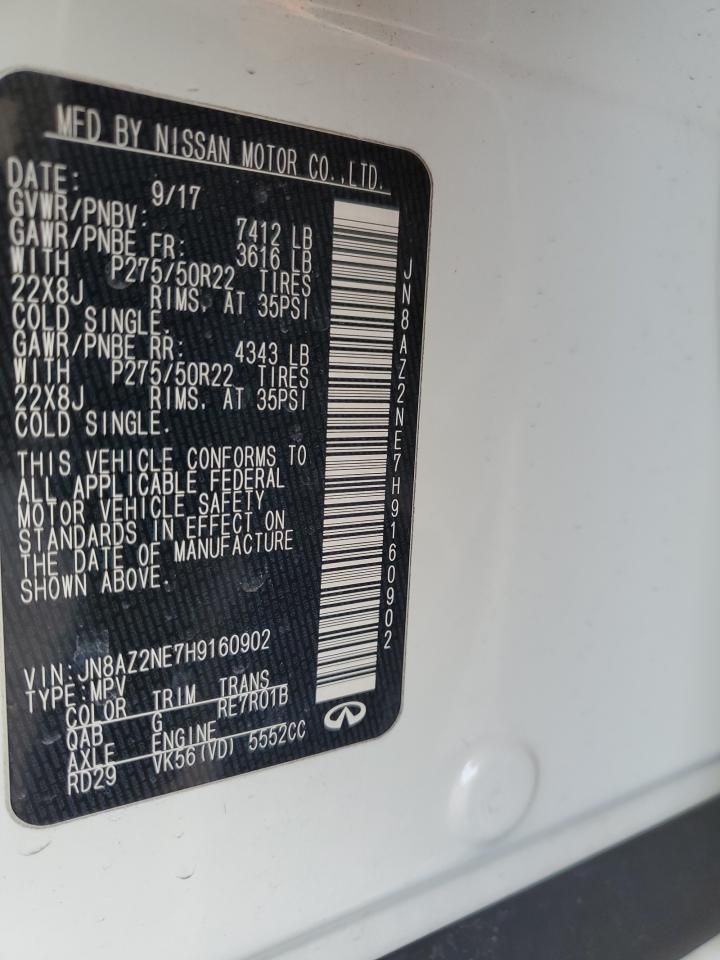 MFD BY NISSAN MOTOR CO.,LTD.
DATE: 9/17
GVWR/PNBV: 7412 LB
GAWR/PNBE FR: 3616 LB
WITH P275/50R22 TIRES
22X8J RIMS. AT 35PSI
COLD SINGLE.
GAWR/PNBE RR: 4343 LB
WITH P275/50R22 TIRES
22X8J RIMS. AT 35PSI
COLD SINGLE.
THIS VEHICLE CONFORMS TO
ALL APPLICABLE FEDERAL
MOTOR VEHICLE SAFETY
STANDARDS IN EFFECT ON
THE DATE OF MANUFACTURE
SHOWN ABOVE.
VIN:JN8AZ2NE7H9160902
TYPE:MPV
COLOR TRIM TRANS
QAB G RE7R01B
AXLE ENGINE
RD29 VK56(VD) 5552CC
JN8AZ2NE7H9160902